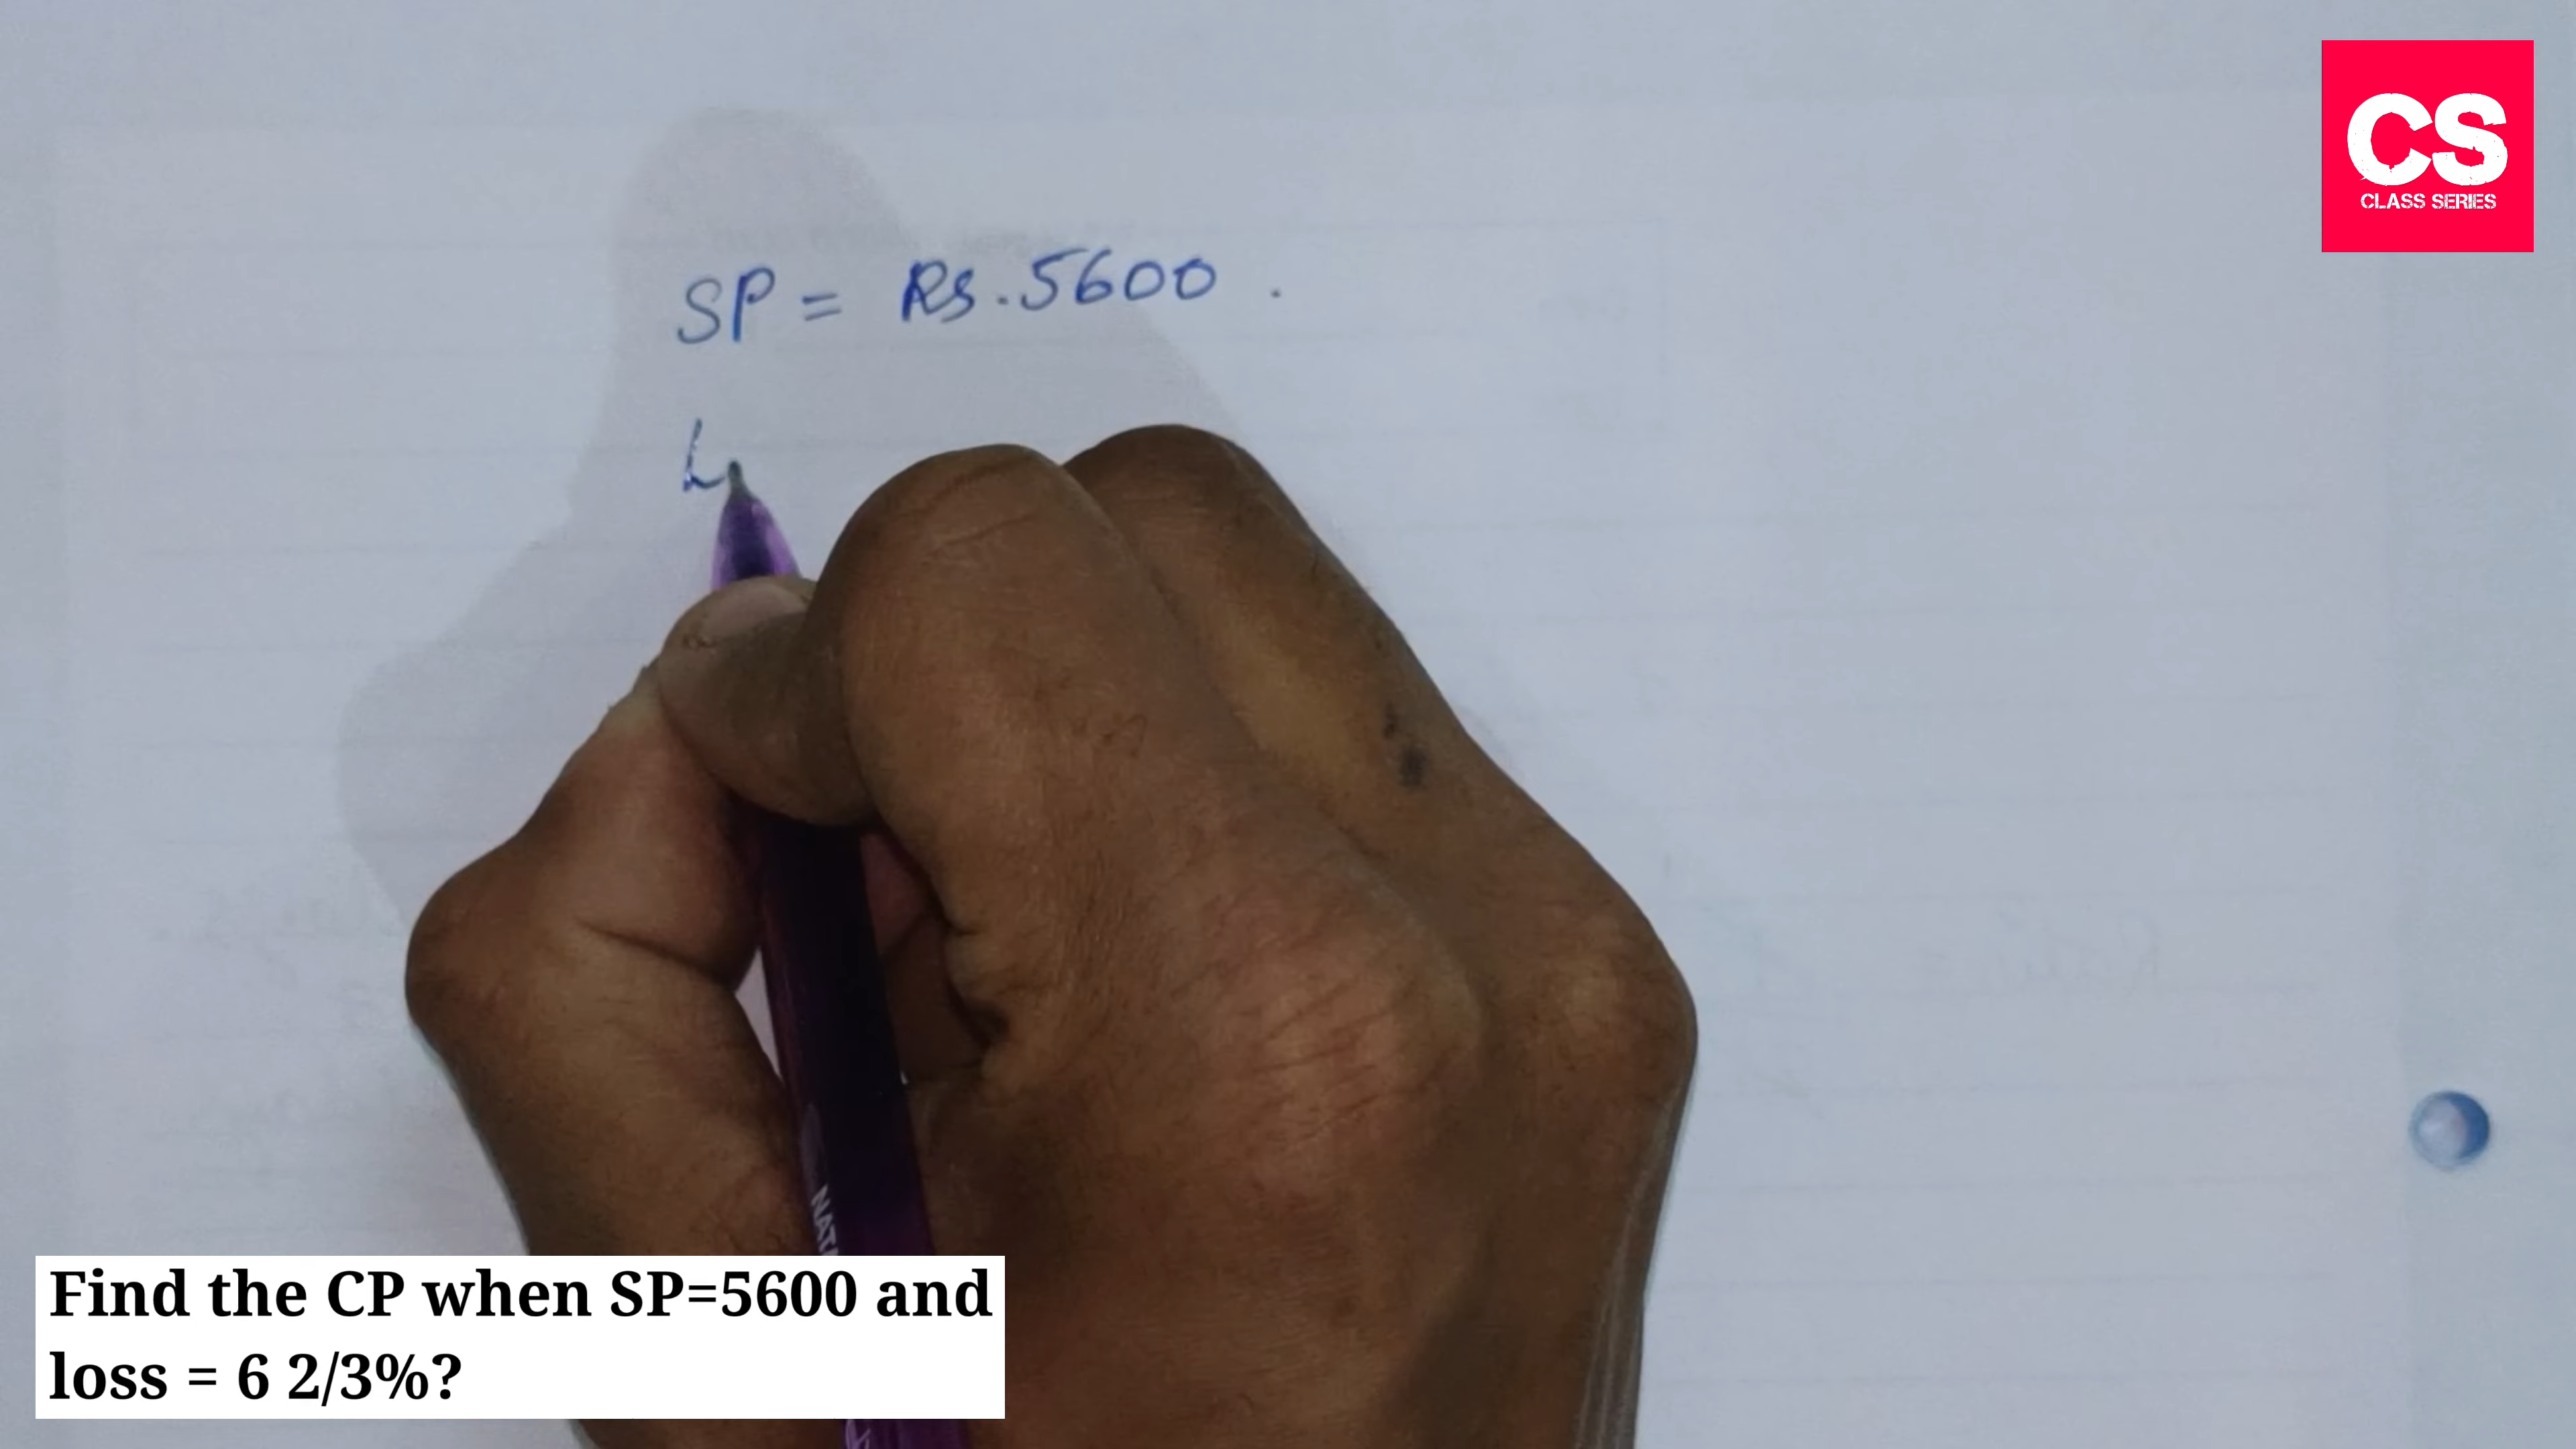 CS
CLASS SERIES
SP = Rs. 5600 .
L
Find the CP when SP=5600 and
loss = 6 2/3%?